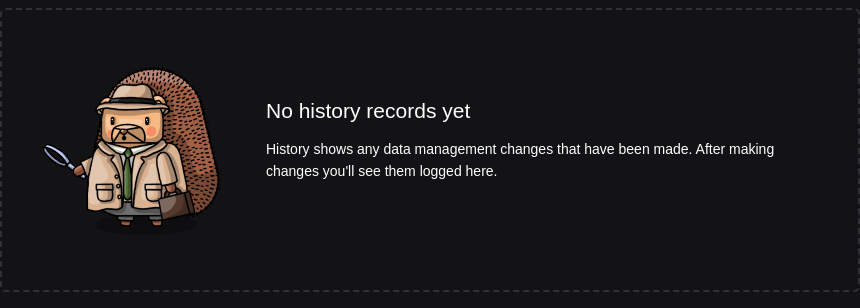 No history records yet
History shows any data management changes that have been made. After making
changes you'll see them logged here.